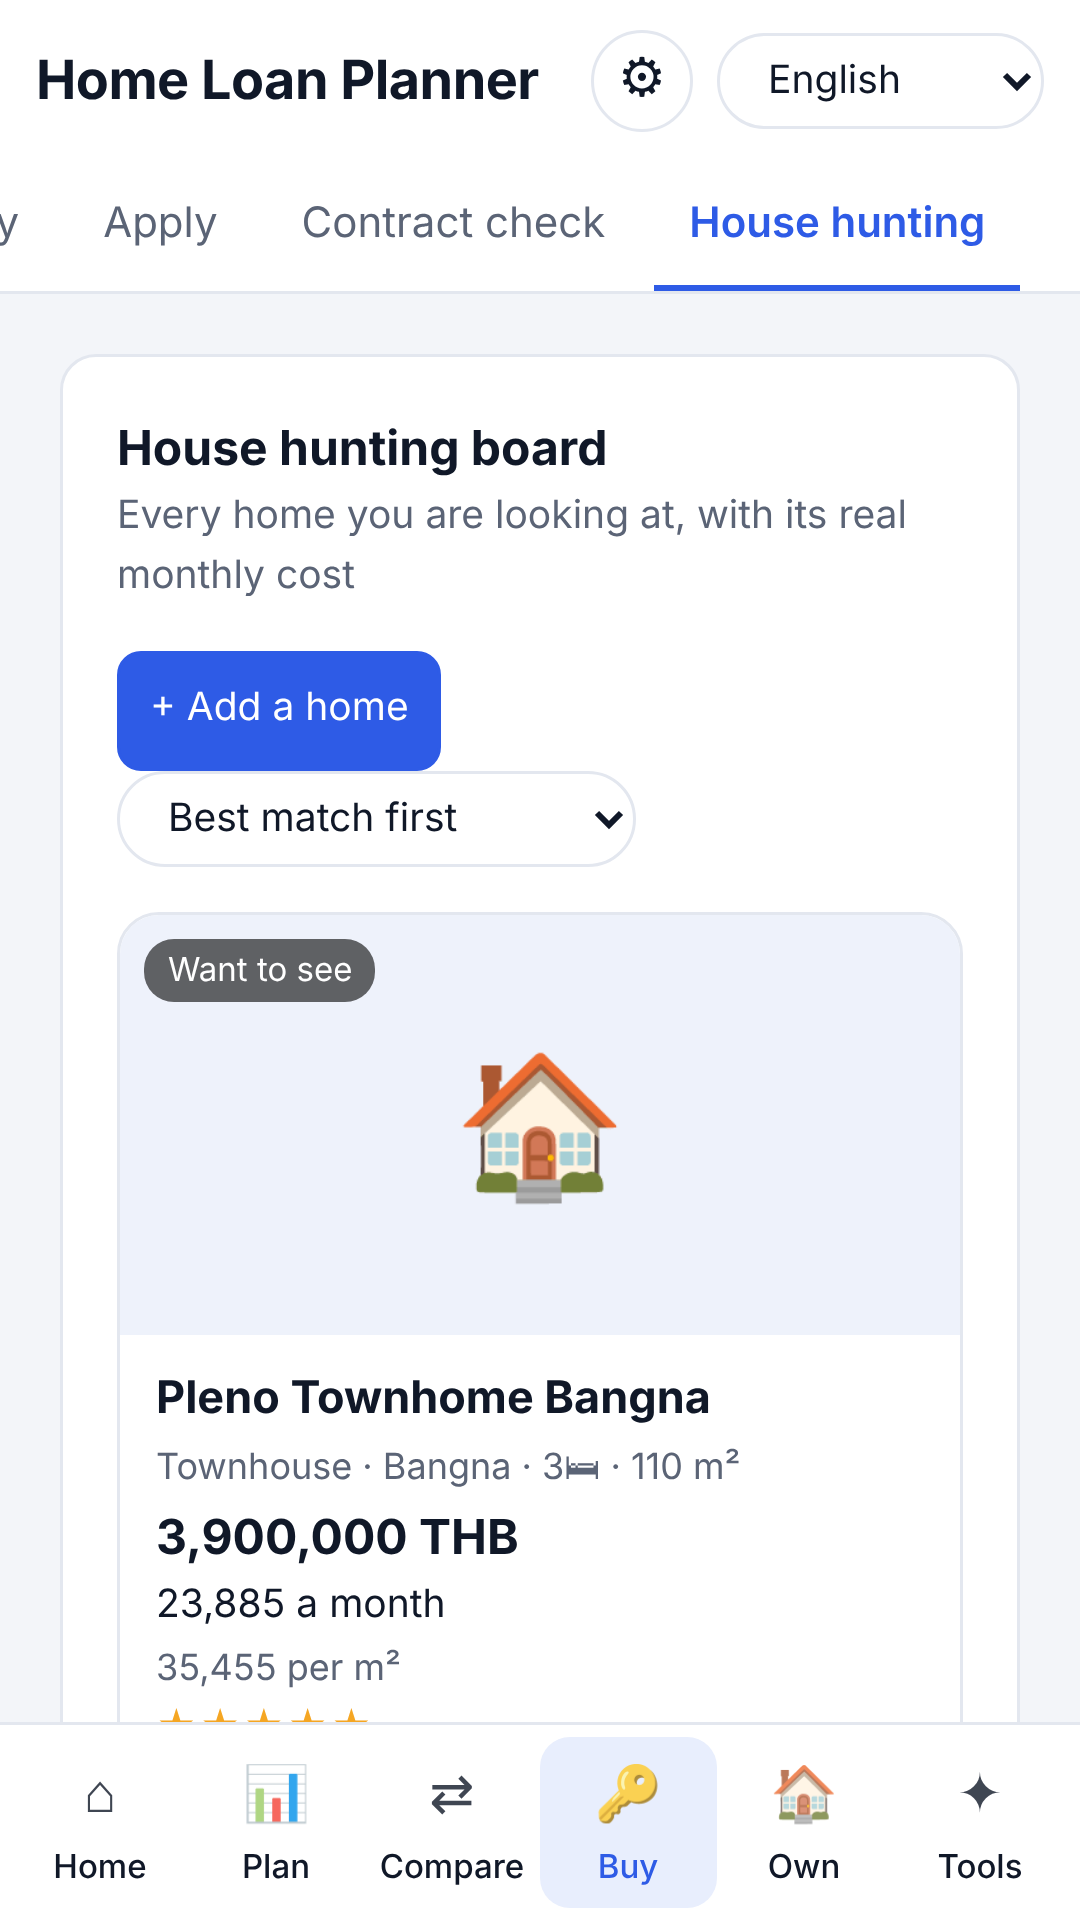 Home Loan Planner
English
y Apply Contract check House hunting
House hunting board
Every home you are looking at, with its real
monthly cost
+ Add a home
Best match first
Want to see
Pleno Townhome Bangna
Townhouse · Bangna · 3🛏 · 110 m²
3,900,000 THB
23,885 a month
35,455 per m²
Home Plan Compare Buy Own Tools